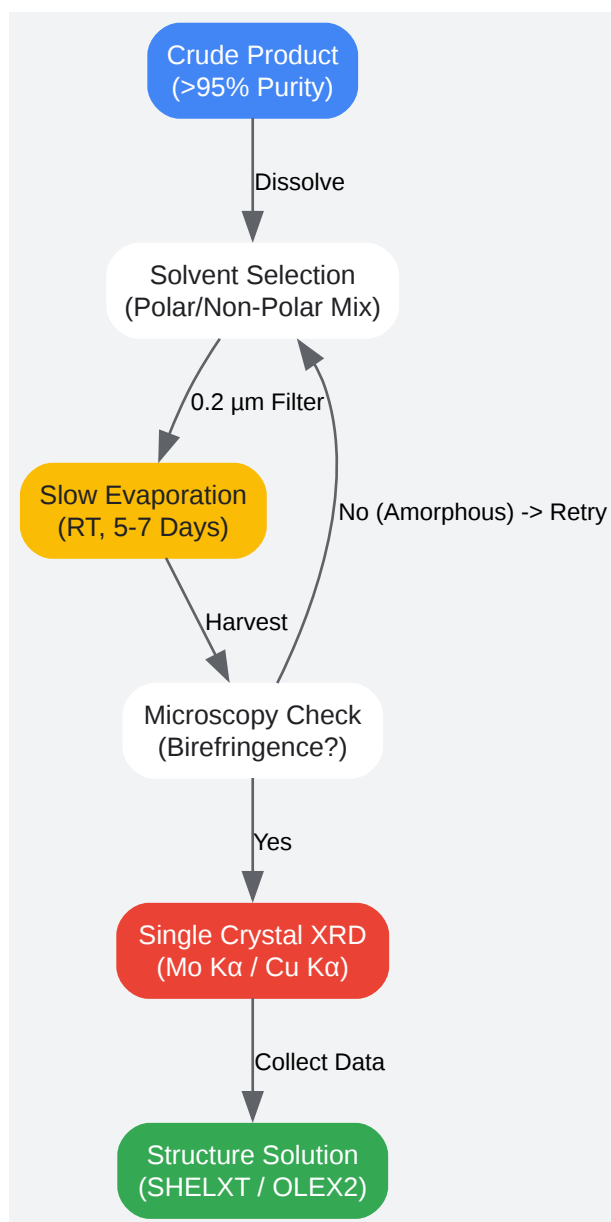 Crude Product
(>95% Purity)
Dissolve
Solvent Selection
(Polar/Non-Polar Mix)
0.2 µm Filter
Slow Evaporation
(RT, 5-7 Days)
No (Amorphous) -> Retry
Harvest
Microscopy Check
(Birefringence?)
Yes
Single Crystal XRD
(Mo Kα / Cu Kα)
Collect Data
Structure Solution
(SHELXT / OLEX2)